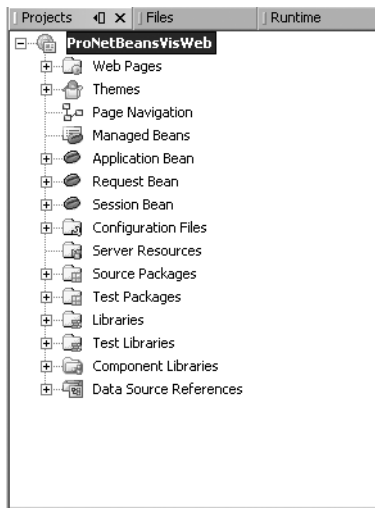 Projects Files Runtime
ProNetBeansVisWeb
Web Pages
Themes
Page Navigation
Managed Beans
Application Bean
Request Bean
Session Bean
Configuration Files
Server Resources
Source Packages
Test Packages
Libraries
Test Libraries
Component Libraries
Data Source References